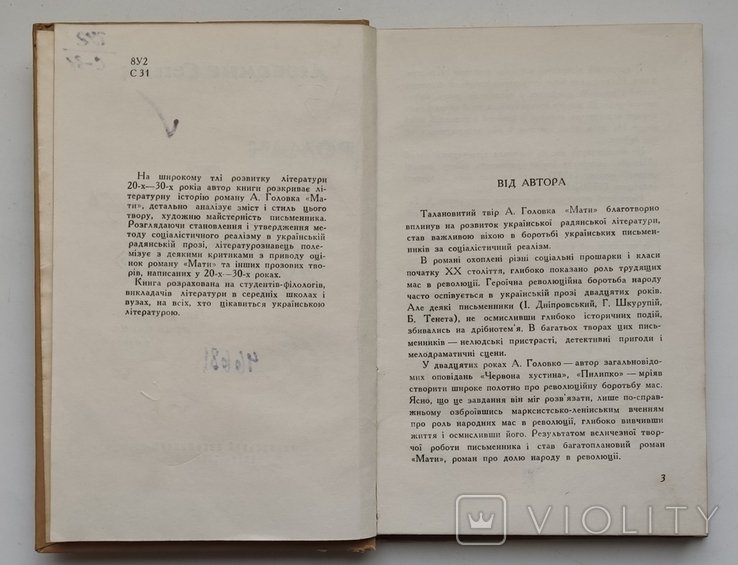 8У2
С 31
На широкому тлі розвитку літератури
20-х—30-х років автор книги розкриває лі-
тературну історію роману А. Головка «Ма-
ти», детально аналізує зміст і стиль цього
твору, художню майстерність письменника.
Розглядаючи становлення і утвердження ме-
тоду соціалістичного реалізму в українській
радянській прозі, літературознавець поле-
мізує з деякими критиками з приводу оці-
нок роману «Мати» та інших прозових тво-
рів, написаних у 20-х—30-х роках.
Книга розрахована на студентів-філологів,
викладачів літератури в середніх школах і
вузах, на всіх, хто цікавиться українською
літературою.
46681
ВІД АВТОРА
Талановитий твір А. Головка «Мати» благотворно
вплинув на розвиток української радянської літератури,
став важливою віхою в боротьбі українських письмен-
ників за соціалістичний реалізм.
В романі охоплені різні соціальні прошарки і класи
початку XX століття, глибоко показано роль трудящих
мас в революції. Героїчна революційна боротьба народу
часто оспівується в українській прозі двадцятих років.
Але деякі письменники (І. Дніпровський, Г. Шкурупій,
Б. Тенета), не осмисливши глибоко історичних подій,
збивались на дрібнотем'я. В багатьох творах цих пись-
менників — нелюдські пристрасті, детективні пригоди і
мелодраматичні сцени.
У двадцятих роках А. Головко — автор загальновідо-
мих оповідань «Червона хустина», «Пилипко» — мріяв
створити широке полотно про революційну боротьбу мас.
Ясно, що це завдання він міг розв'язати, лише по-справ-
жньому озброївшись марксистсько-ленінським вченням
про роль народних мас в революції, глибоко вивчивши
життя і осмисливши його. Результатом величезної твор-
чої роботи письменника і став багатоплановий роман
«Мати», роман про долю народу в революції.
3
VIOLITY